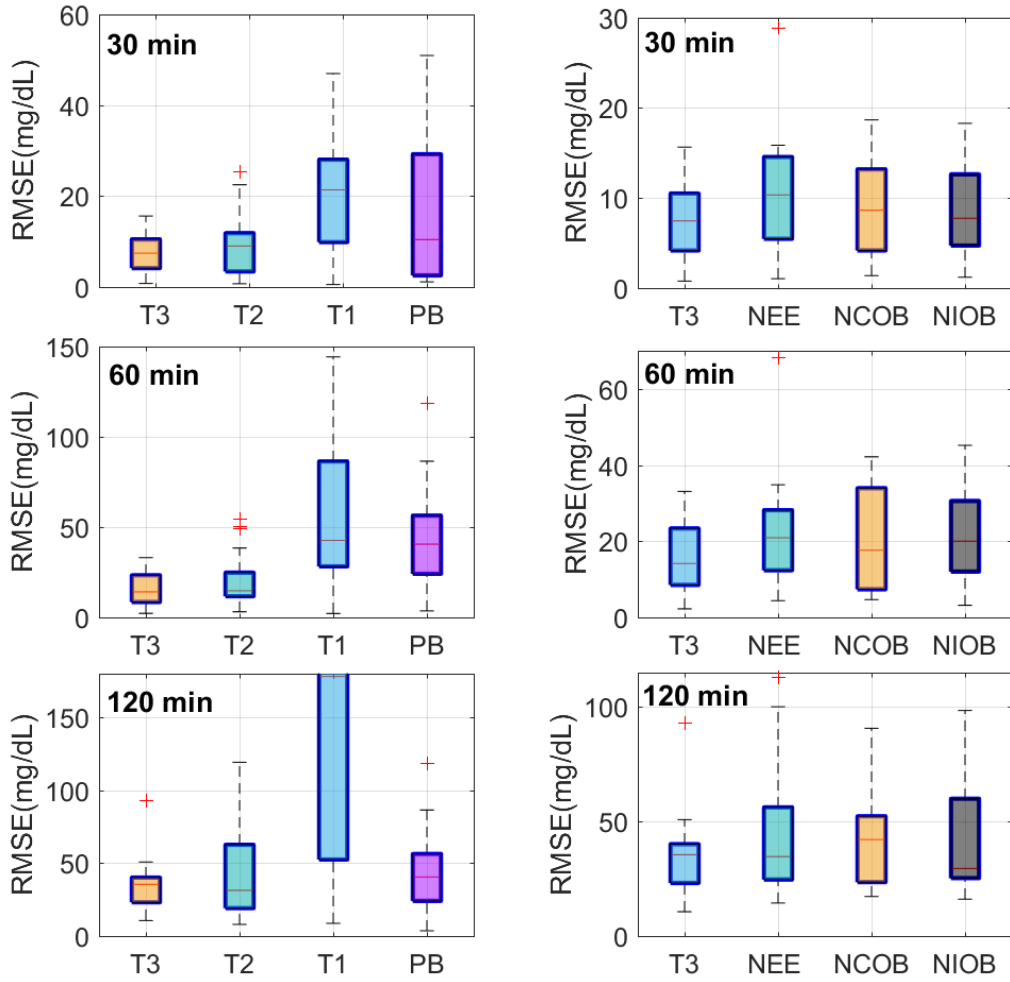 30 min
RMSE(mg/dL)
60
40
20
0
T3 T2 T1 PB
30 min
RMSE(mg/dL)
30
20
10
0
T3 NEE NCOB NIOB
60 min
RMSE(mg/dL)
150
100
50
0
T3 T2 T1 PB
60 min
RMSE(mg/dL)
60
40
20
0
T3 NEE NCOB NIOB
120 min
RMSE(mg/dL)
150
100
50
0
T3 T2 T1 PB
120 min
RMSE(mg/dL)
100
50
0
T3 NEE NCOB NIOB